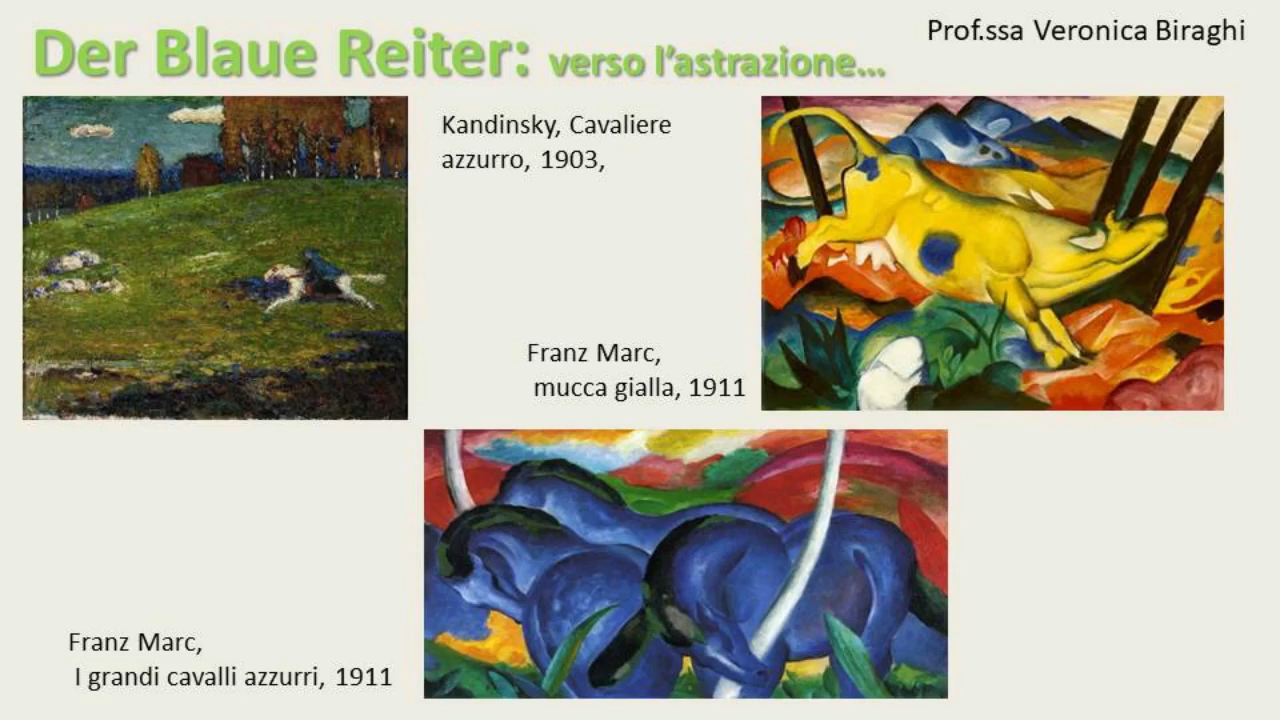 Der Blaue Reiter: verso l’astrazione…
Prof.ssa Veronica Biraghi
Kandinsky, Cavaliere
azzurro, 1903,
Franz Marc,
mucca gialla, 1911
Franz Marc,
I grandi cavalli azzurri, 1911